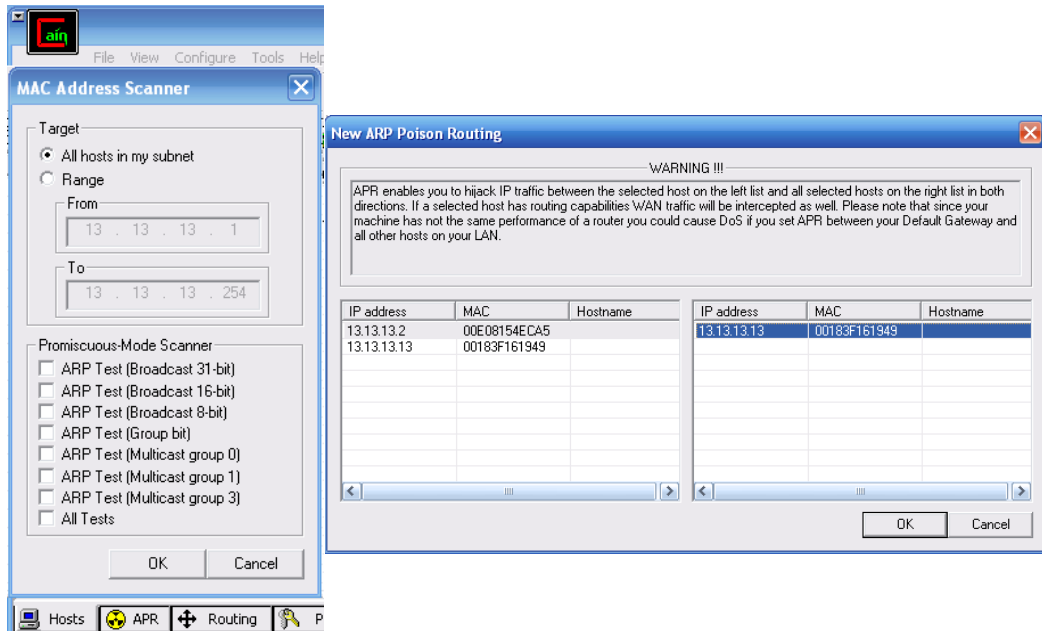 Caín
File View Configure Tools Help
MAC Address Scanner
Target
All hosts in my subnet
Range
From
13 . 13 . 13 . 1
To
13 . 13 . 13 . 254
Promiscuous-Mode Scanner
ARP Test (Broadcast 31-bit)
ARP Test (Broadcast 16-bit)
ARP Test (Broadcast 8-bit)
ARP Test (Group bit)
ARP Test (Multicast group 0)
ARP Test (Multicast group 1)
ARP Test (Multicast group 3)
All Tests
OK Cancel
Hosts APR Routing P
New ARP Poison Routing
WARNING !!!
APR enables you to hijack IP traffic between the selected host on the left list and all selected hosts on the right list in both
directions. If a selected host has routing capabilities WAN traffic will be intercepted as well. Please note that since your
machine has not the same performance of a router you could cause DoS if you set APR between your Default Gateway and
all other hosts on your LAN.
IP address MAC Hostname
13.13.13.2 00E08154ECA5
13.13.13.13 00183F161949
IP address MAC Hostname
13.13.13.13 00183F161949
OK Cancel